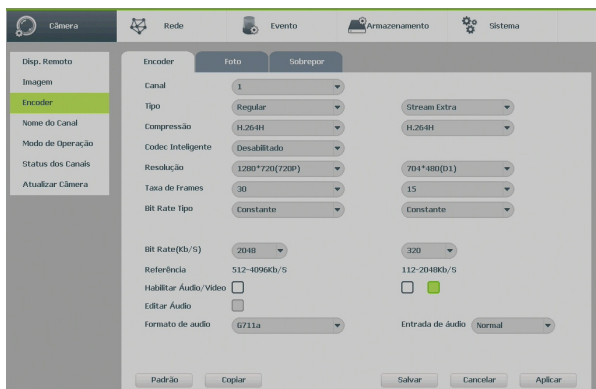 Câmera
Rede
Evento
Armazenamento
Sistema
Disp. Remoto
Imagem
Encoder
Nome do Canal
Modo de Operação
Status dos Canais
Atualizar Câmera
Encoder
Foto
Sobrepor
Canal 1
Tipo Regular Stream Extra
Compressão H.264H H.264H
Codec Inteligente Desabilitado
Resolução 1280*720(720P) 704*480(D1)
Taxa de Frames 30 15
Bit Rate Tipo Constante Constante
Bit Rate(Kb/S) 2048 320
Referência 512-4096Kb/S 112-2048Kb/S
Habilitar Áudio/Vídeo
Editar Áudio
Formato de audio G711a Entrada de áudio Normal
Padrão Copiar Salvar Cancelar Aplicar